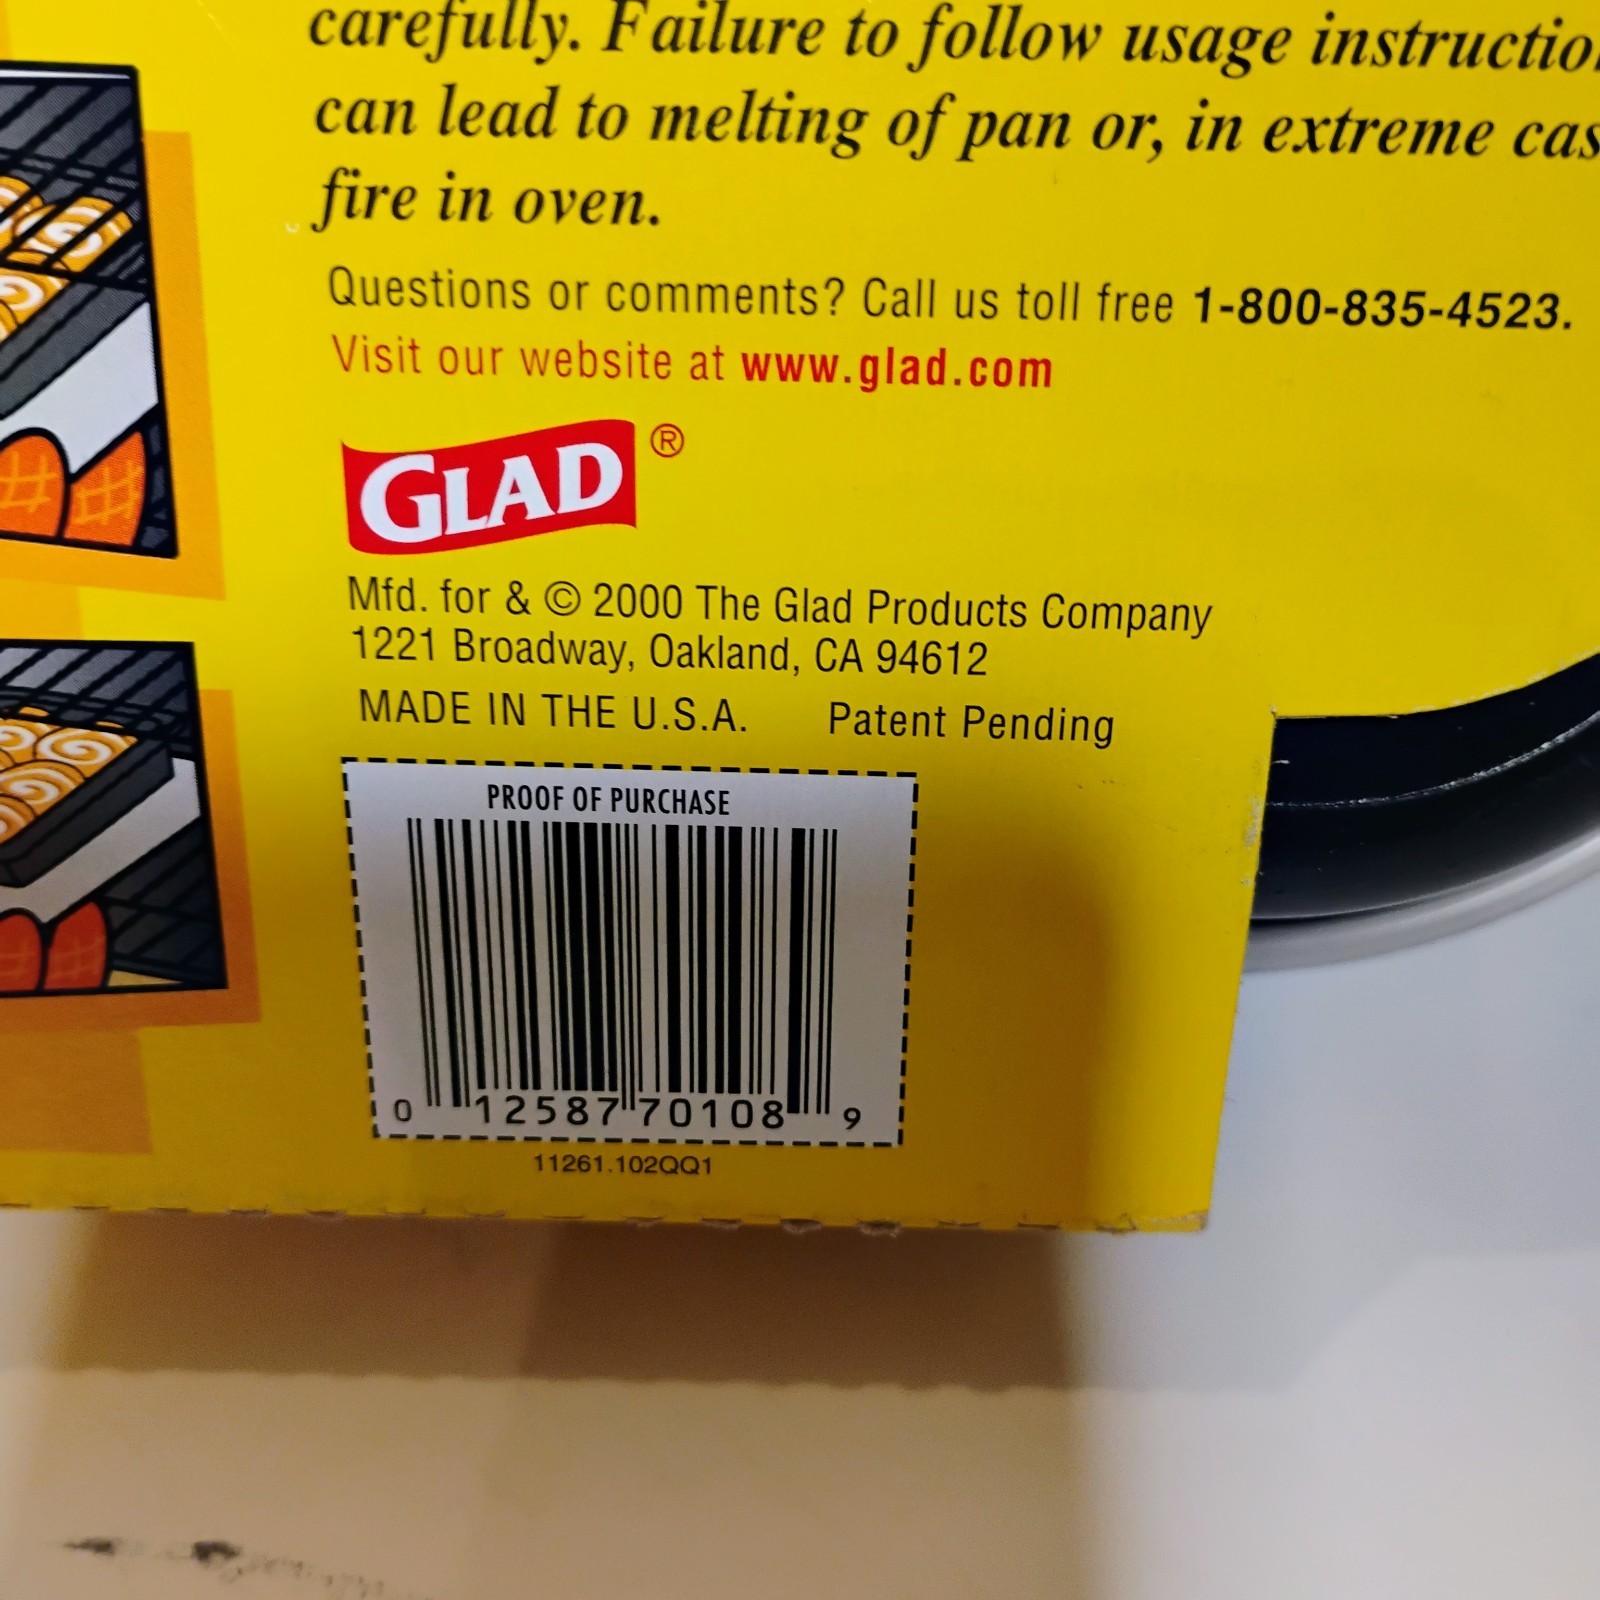 carefully. Failure to follow usage
can lead to melting of pan or, in extreme
fire in oven.
Questions or comments? Call us toll free 1-800-835-4523.
Visit our website at www.glad.com
GLAD®
Mfd. for & © 2000 The Glad Products Company
1221 Broadway, Oakland, CA 94612
MADE IN THE U.S.A. Patent Pending
PROOF OF PURCHASE
0 12587 70108 9
11261.102QQ1